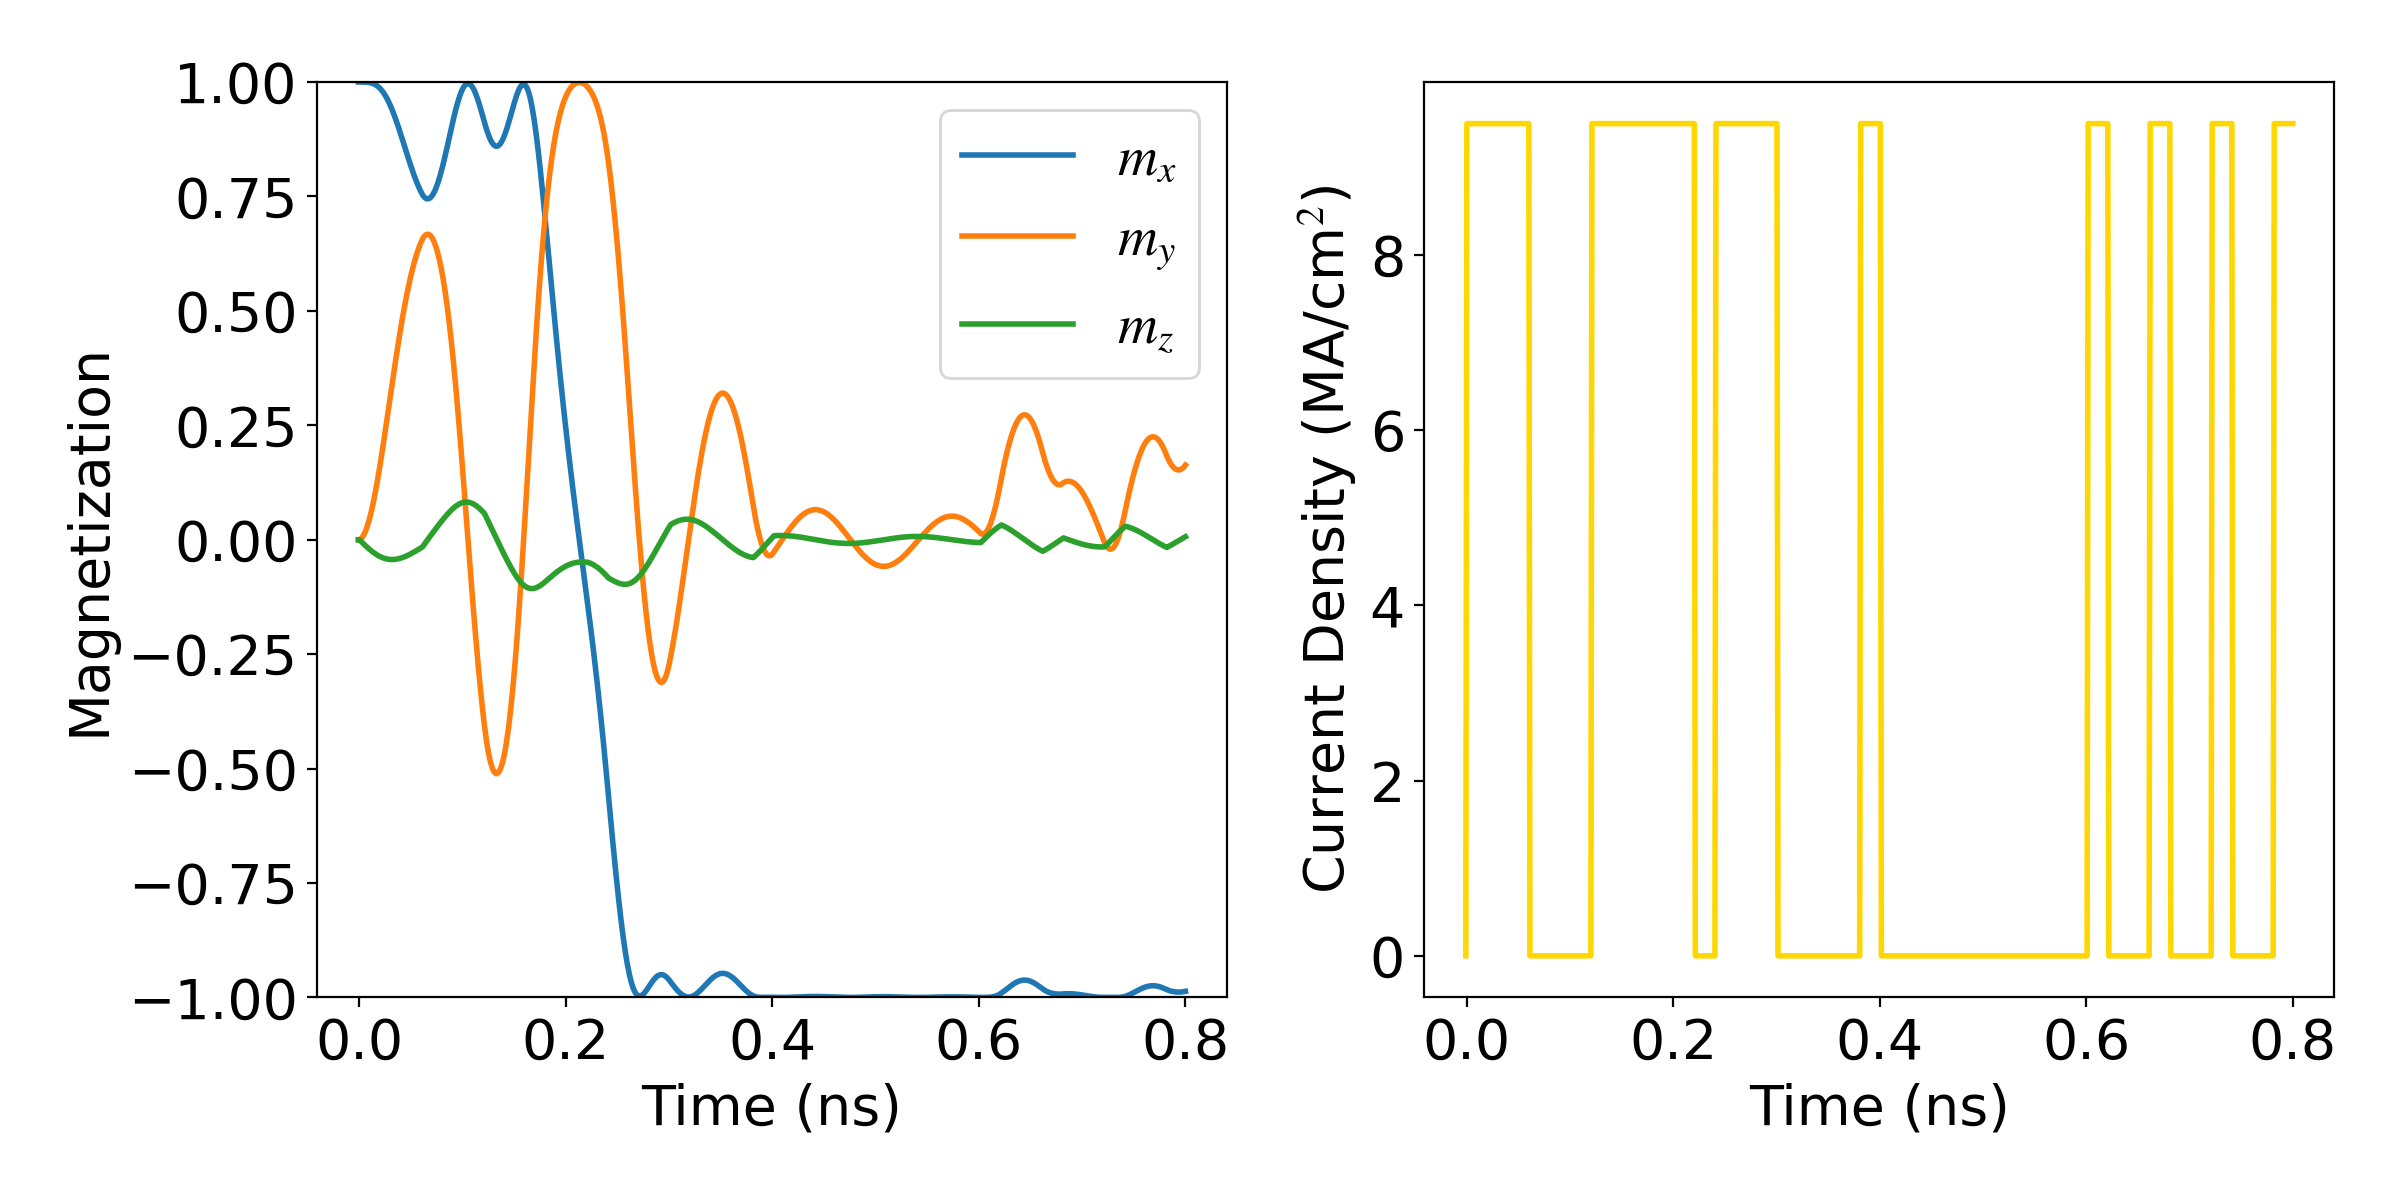 1.00
0.75
0.50
0.25
0.00
−0.25
−0.50
−0.75
−1.00
Magnetization
0.0 0.2 0.4 0.6 0.8
Time (ns)
mₓ
m_y
m_z
8
6
4
2
0
Current Density (MA/cm²)
0.0 0.2 0.4 0.6 0.8
Time (ns)